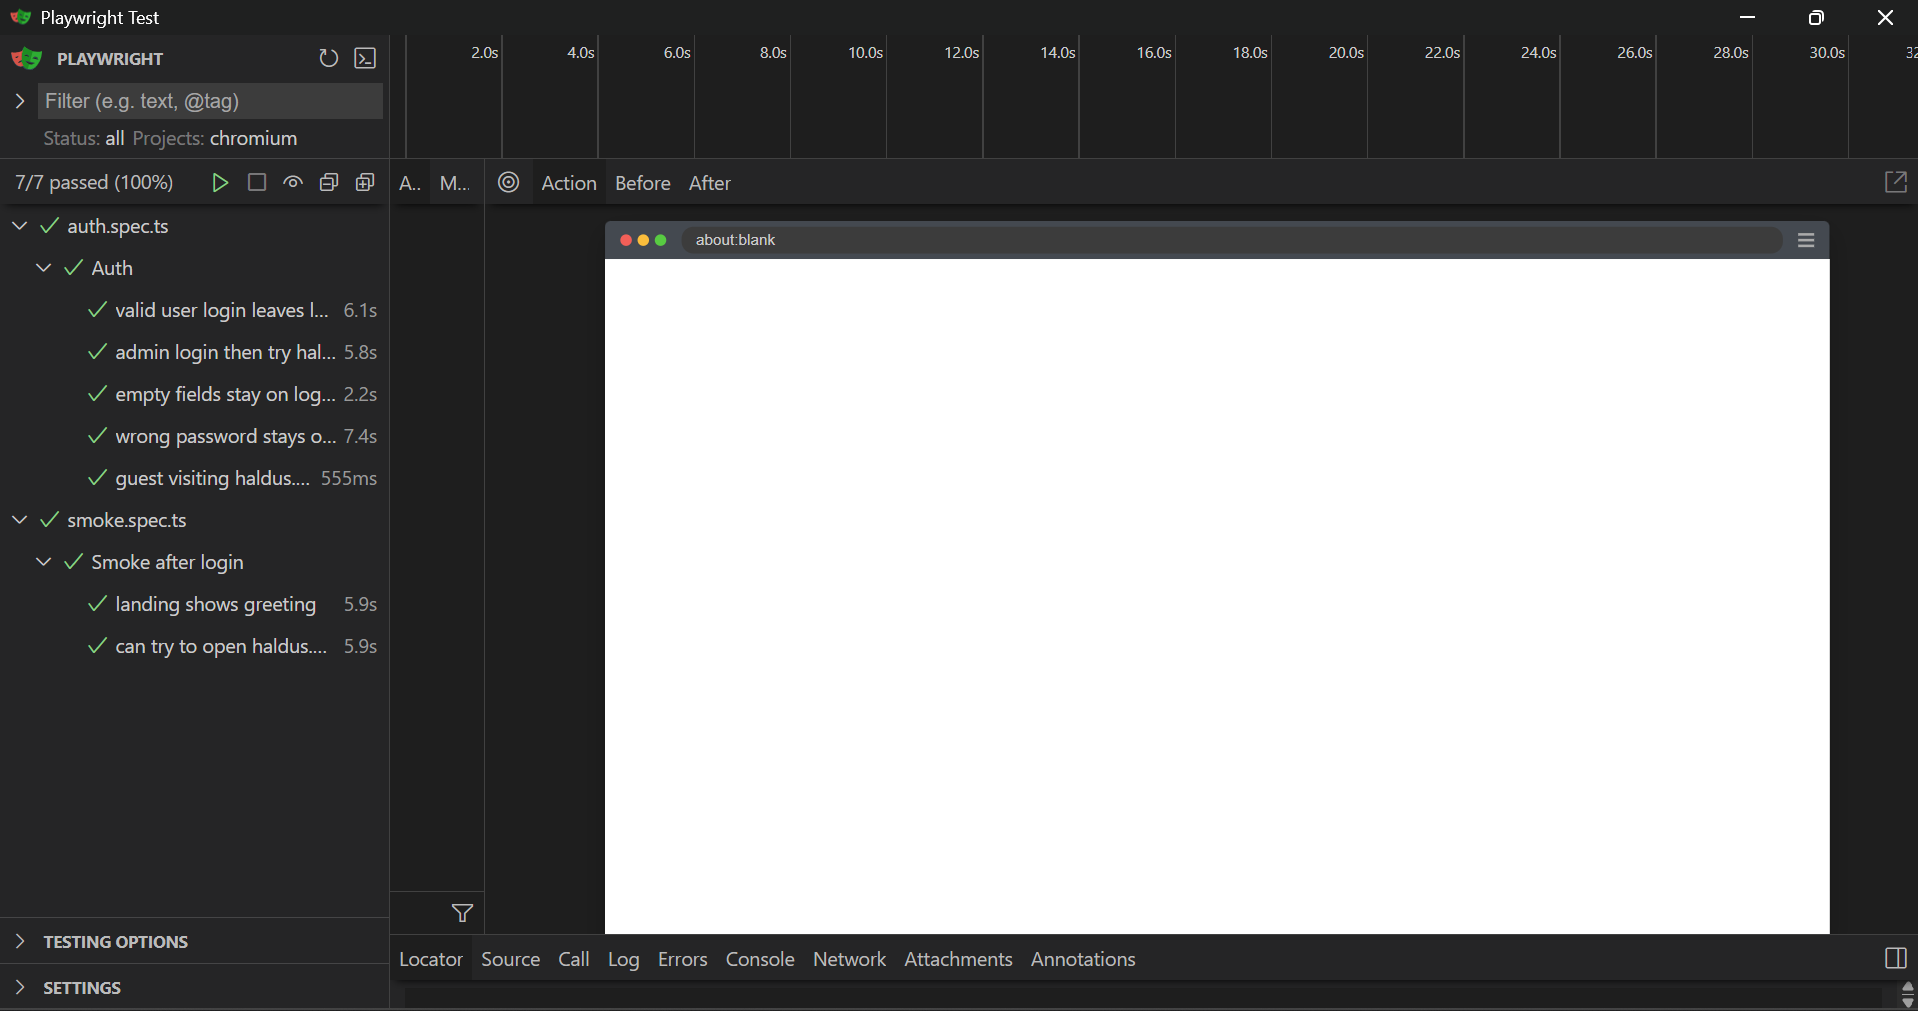 Playwright Test
PLAYWRIGHT
Filter (e.g. text, @tag)
Status: all Projects: chromium
7/7 passed (100%)
auth.spec.ts
Auth
valid user login leaves l... 6.1s
admin login then try hal... 5.8s
empty fields stay on log... 2.2s
wrong password stays o... 7.4s
guest visiting haldus.... 555ms
smoke.spec.ts
Smoke after login
landing shows greeting 5.9s
can try to open haldus.... 5.9s
TESTING OPTIONS
SETTINGS
2.0s 4.0s 6.0s 8.0s 10.0s 12.0s 14.0s 16.0s 18.0s 20.0s 22.0s 24.0s 26.0s 28.0s 30.0s 32
A.. M... Action Before After
about:blank
Locator Source Call Log Errors Console Network Attachments Annotations